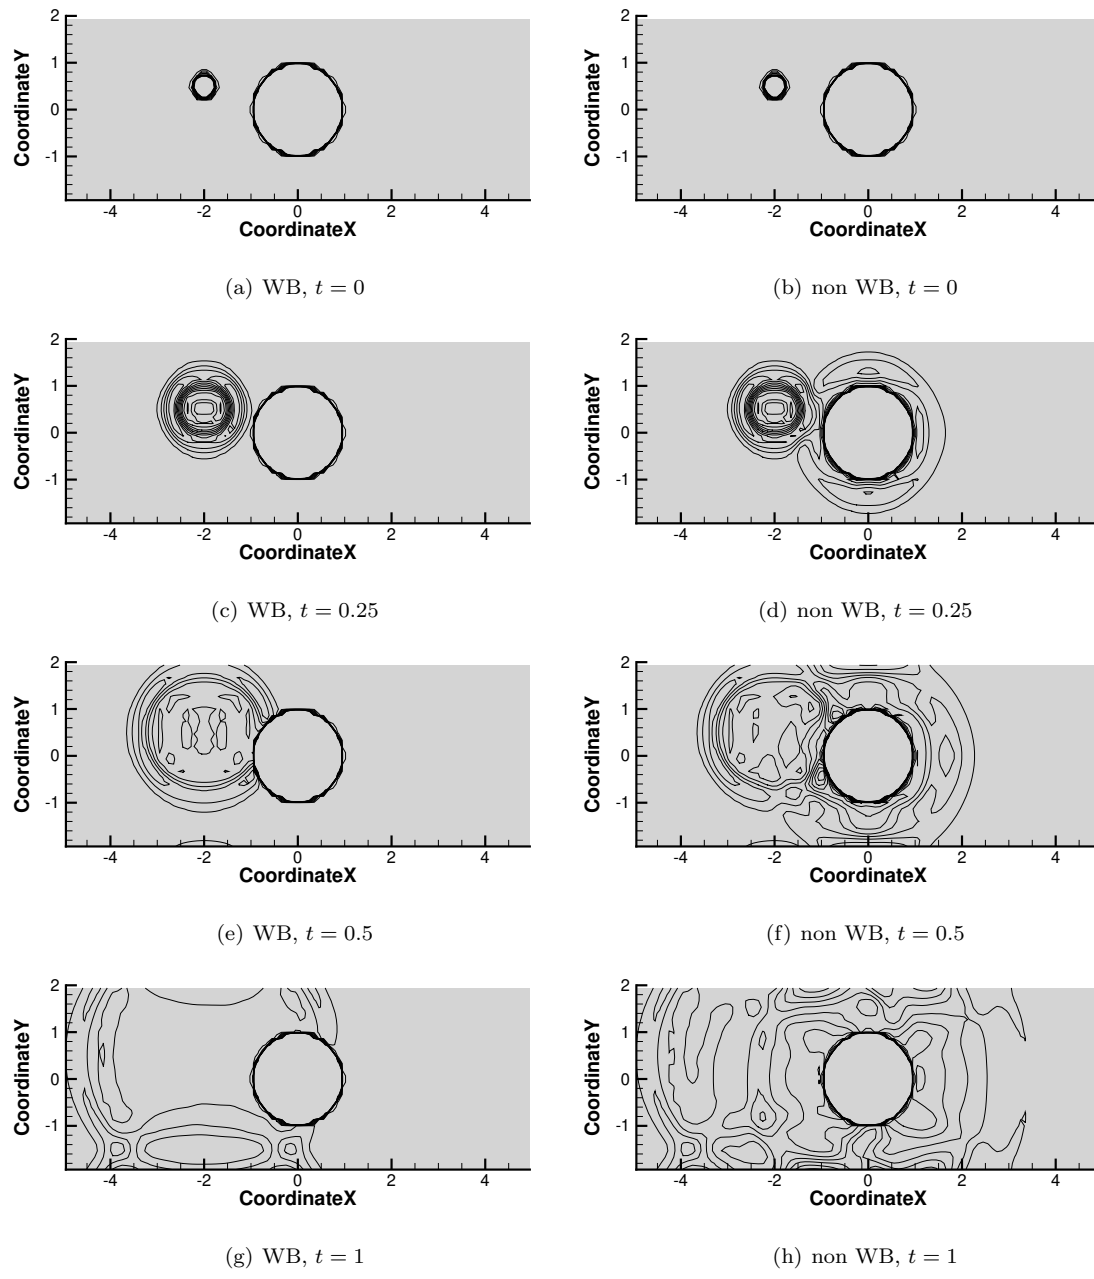 2
2
1
1
CoordinateY
CoordinateY
0
0
-1
-1
-4 -2 0 2 4
-4 -2 0 2 4
CoordinateX
CoordinateX
(a) WB, t = 0
(b) non WB, t = 0
2
2
1
1
CoordinateY
CoordinateY
0
0
-1
-1
-4 -2 0 2 4
-4 -2 0 2 4
CoordinateX
CoordinateX
(c) WB, t = 0.25
(d) non WB, t = 0.25
2
2
1
1
CoordinateY
CoordinateY
0
0
-1
-1
-4 -2 0 2 4
-4 -2 0 2 4
CoordinateX
CoordinateX
(e) WB, t = 0.5
(f) non WB, t = 0.5
2
2
1
1
CoordinateY
CoordinateY
0
0
-1
-1
-4 -2 0 2 4
-4 -2 0 2 4
CoordinateX
CoordinateX
(g) WB, t = 1
(h) non WB, t = 1